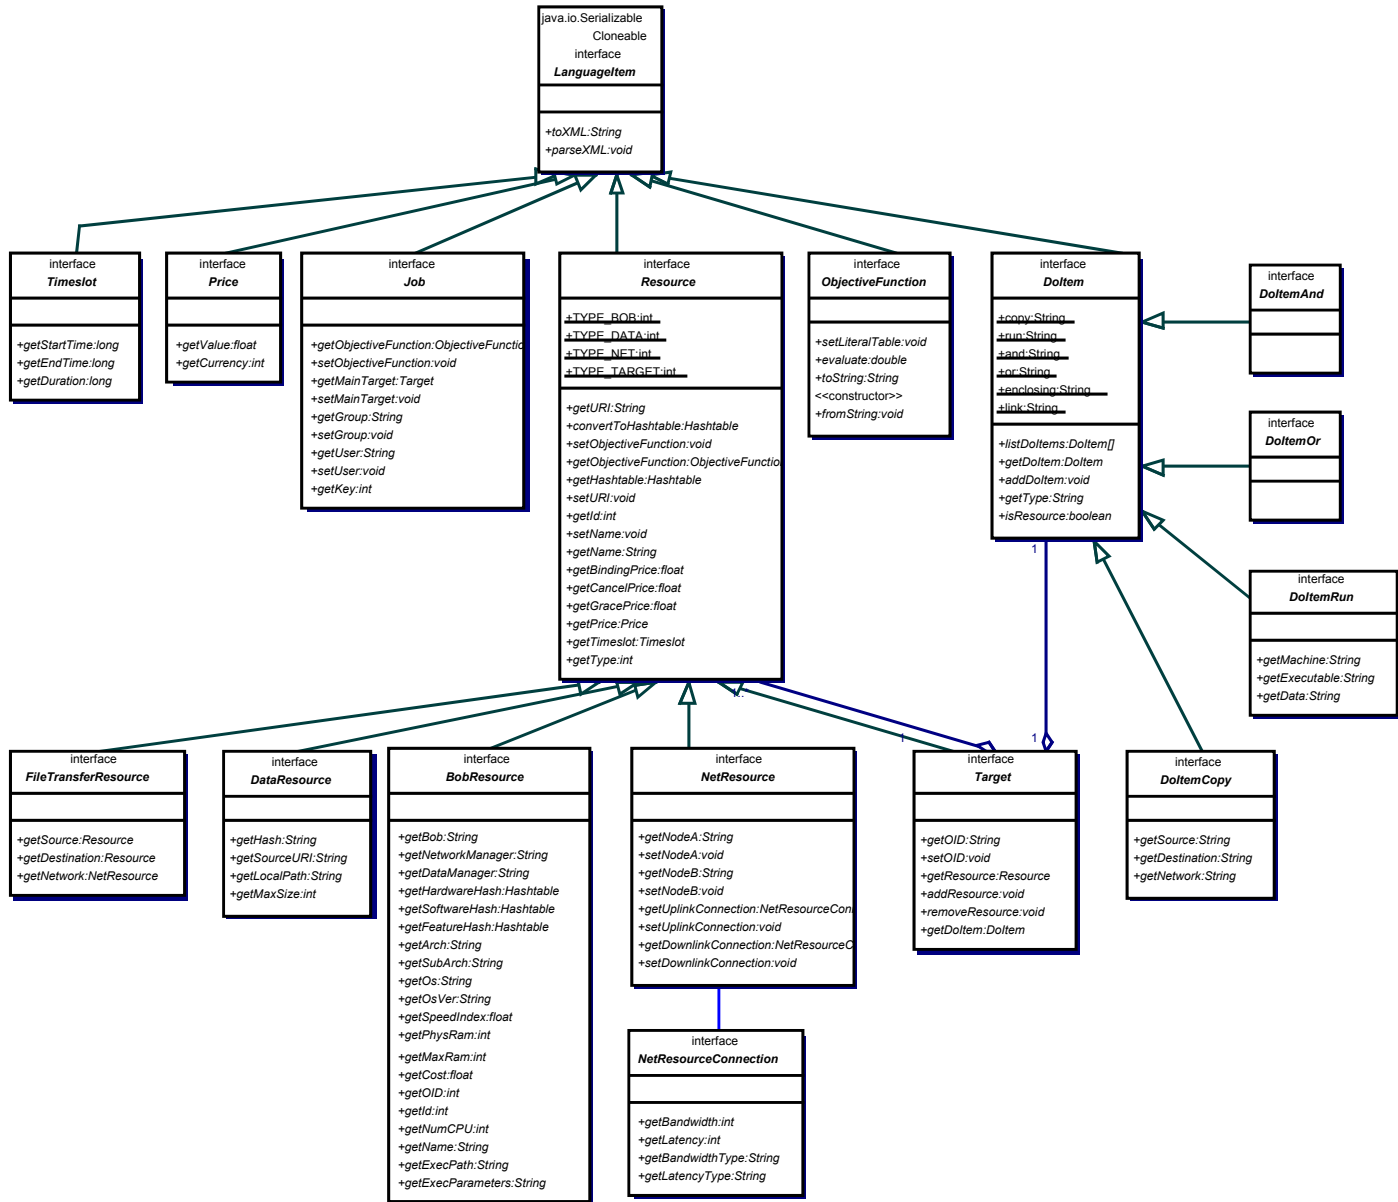 java.io.Serializable
Cloneable
interface
LanguageItem
+toXML:String
+parseXML:void
interface
Timeslot
+getStartTime:long
+getEndTime:long
+getDuration:long
interface
Price
+getValue:float
+getCurrency:int
interface
Job
+getObjectiveFunction:ObjectiveFunctio
+setObjectiveFunction:void
+getMainTarget:Target
+setMainTarget:void
+getGroup:String
+setGroup:void
+getUser:String
+setUser:void
+getKey:int
interface
Resource
+TYPE_BOB:int
+TYPE_DATA:int
+TYPE_NET:int
+TYPE_TARGET:int
+getURI:String
+convertToHashtable:Hashtable
+setObjectiveFunction:void
+getObjectiveFunction:ObjectiveFunctio
+getHashtable:Hashtable
+setURI:void
+getId:int
+setName:void
+getName:String
+getBindingPrice:float
+getCancelPrice:float
+getGracePrice:float
+getPrice:Price
+getTimeslot:Timeslot
+getType:int
interface
ObjectiveFunction
+setLiteralTable:void
+evaluate:double
+toString:String
<<constructor>>
+fromString:void
interface
DoItem
+copy:String
+run:String
+and:String
+or:String
+enclosing:String
+link:String
+listDoItems:DoItem[]
+getDoItem:DoItem
+addDoItem:void
+getType:String
+isResource:boolean
interface
DoItemAnd
interface
DoItemOr
interface
DoItemRun
+getMachine:String
+getExecutable:String
+getData:String
1
1..*
1
1
interface
FileTransferResource
+getSource:Resource
+getDestination:Resource
+getNetwork:NetResource
interface
DataResource
+getHash:String
+getSourceURI:String
+getLocalPath:String
+getMaxSize:int
interface
BobResource
+getBob:String
+getNetworkManager:String
+getDataManager:String
+getHardwareHash:Hashtable
+getSoftwareHash:Hashtable
+getFeatureHash:Hashtable
+getArch:String
+getSubArch:String
+getOs:String
+getOsVer:String
+getSpeedIndex:float
+getPhysRam:int
+getMaxRam:int
+getCost:float
+getOID:int
+getId:int
+getNumCPU:int
+getName:String
+getExecPath:String
+getExecParameters:String
interface
NetResource
+getNodeA:String
+setNodeA:void
+getNodeB:String
+setNodeB:void
+getUplinkConnection:NetResourceCon
+setUplinkConnection:void
+getDownlinkConnection:NetResourceC
+setDownlinkConnection:void
interface
Target
+getOID:String
+setOID:void
+getResource:Resource
+addResource:void
+removeResource:void
+getDoItem:DoItem
interface
DoItemCopy
+getSource:String
+getDestination:String
+getNetwork:String
interface
NetResourceConnection
+getBandwidth:int
+getLatency:int
+getBandwidthType:String
+getLatencyType:String